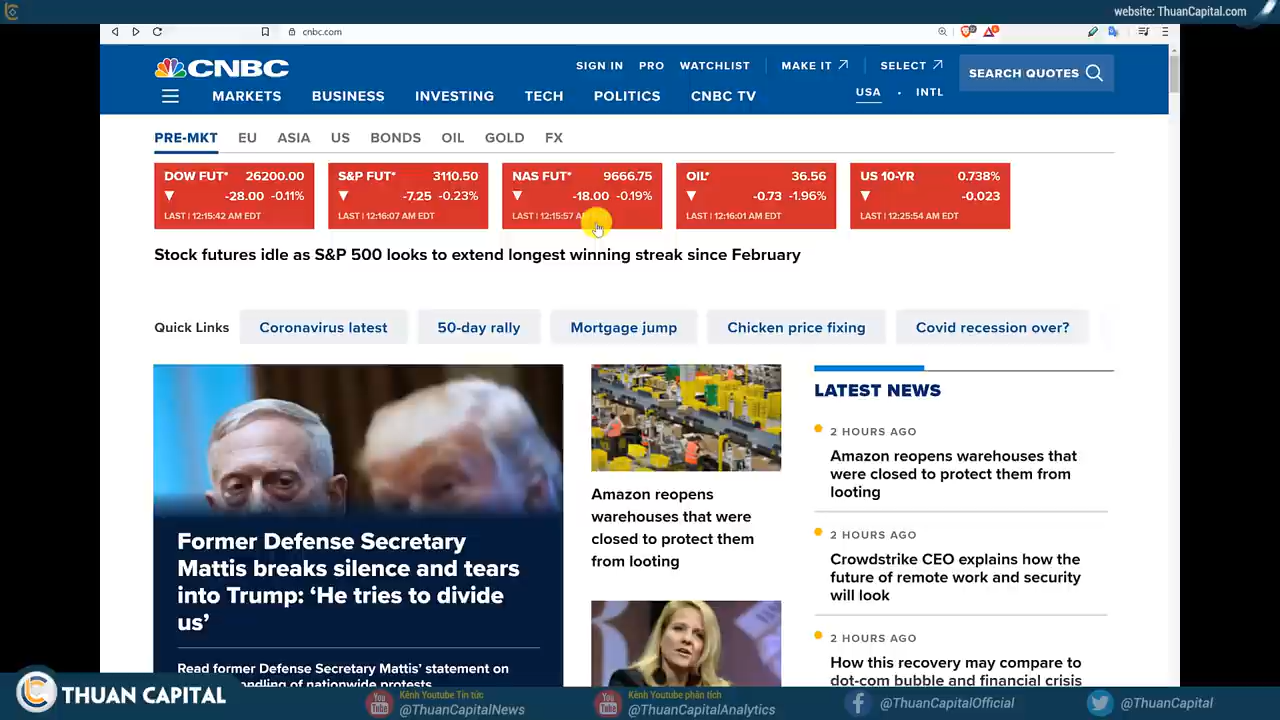 website: ThuanCapital.com
cnbc.com
CNBC
SIGN IN PRO WATCHLIST MAKE IT SELECT
SEARCH QUOTES
MARKETS BUSINESS INVESTING TECH POLITICS CNBC TV
USA · INTL
PRE-MKT EU ASIA US BONDS OIL GOLD FX
DOW FUT* 26200.00
-28.00 -0.11%
LAST | 12:15:42 AM EDT
S&P FUT* 3110.50
-7.25 -0.23%
LAST | 12:16:07 AM EDT
NAS FUT* 9666.75
-18.00 -0.19%
LAST | 12:15:57
OIL* 36.56
-0.73 -1.96%
LAST | 12:16:01 AM EDT
US 10-YR 0.738%
-0.023
LAST | 12:25:54 AM EDT
Stock futures idle as S&P 500 looks to extend longest winning streak since February
Quick Links
Coronavirus latest
50-day rally
Mortgage jump
Chicken price fixing
Covid recession over?
Former Defense Secretary
Mattis breaks silence and tears
into Trump: ‘He tries to divide
us’
Read former Defense Secretary Mattis’ statement on
of nationwide protests
Amazon reopens
warehouses that were
closed to protect them
from looting
LATEST NEWS
2 HOURS AGO
Amazon reopens warehouses that
were closed to protect them from
looting
2 HOURS AGO
Crowdstrike CEO explains how the
future of remote work and security
will look
2 HOURS AGO
How this recovery may compare to
dot-com bubble and financial crisis
THUAN CAPITAL
Kênh Youtube Tin tức
@ThuanCapitalNews
Kênh Youtube phân tích
@ThuanCapitalAnalytics
@ThuanCapitalOfficial
@ThuanCapital